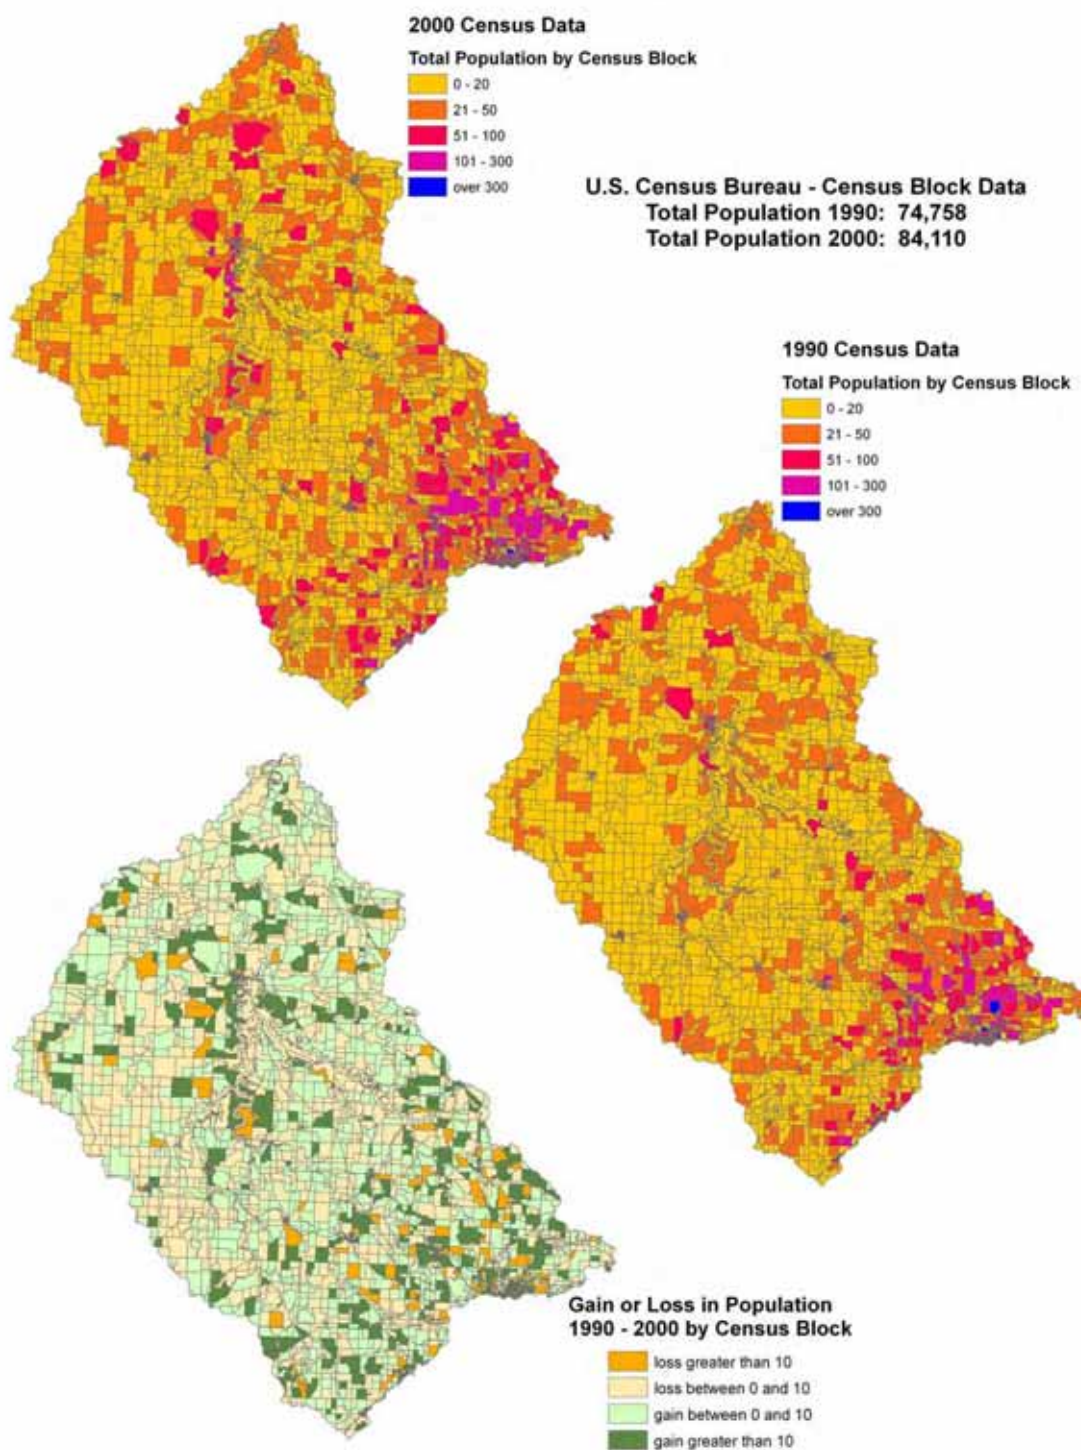 2000 Census Data
Total Population by Census Block
0 - 20
21 - 50
51 - 100
101 - 300
over 300
U.S. Census Bureau - Census Block Data
Total Population 1990: 74,758
Total Population 2000: 84,110
1990 Census Data
Total Population by Census Block
0 - 20
21 - 50
51 - 100
101 - 300
over 300
Gain or Loss in Population
1990 - 2000 by Census Block
loss greater than 10
loss between 0 and 10
gain between 0 and 10
gain greater than 10